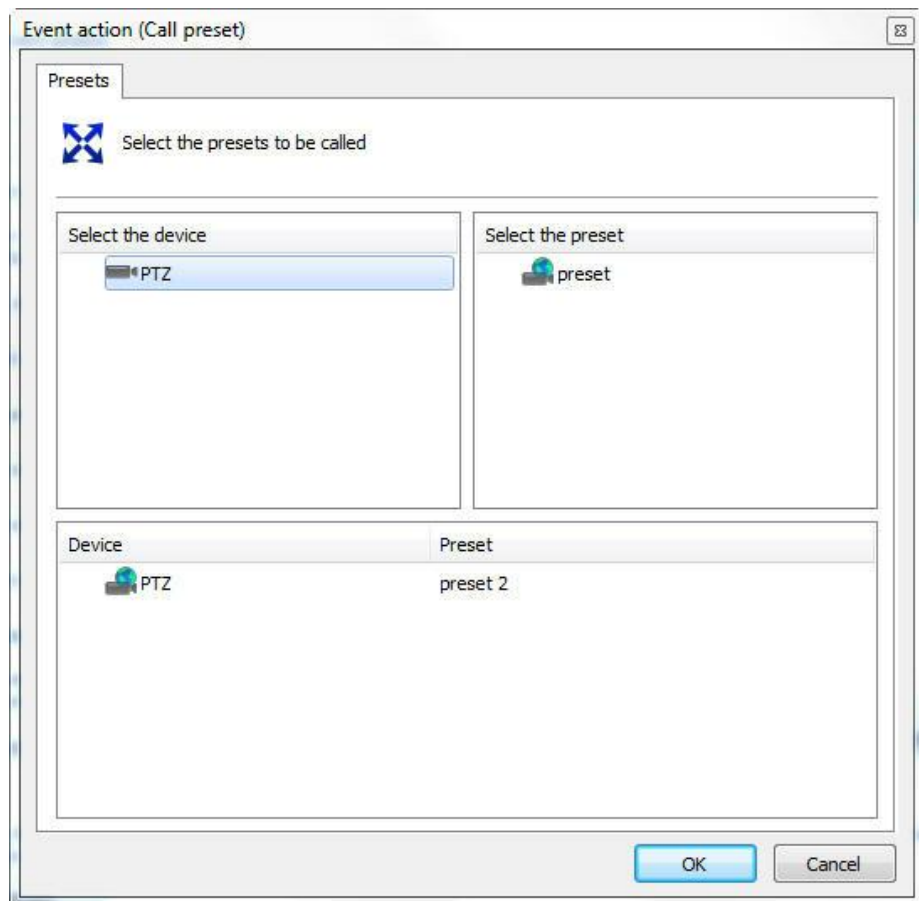 Event action (Call preset)
Presets
Select the presets to be called
Select the device
Select the preset
PTZ
preset
Device
Preset
PTZ
preset 2
OK
Cancel